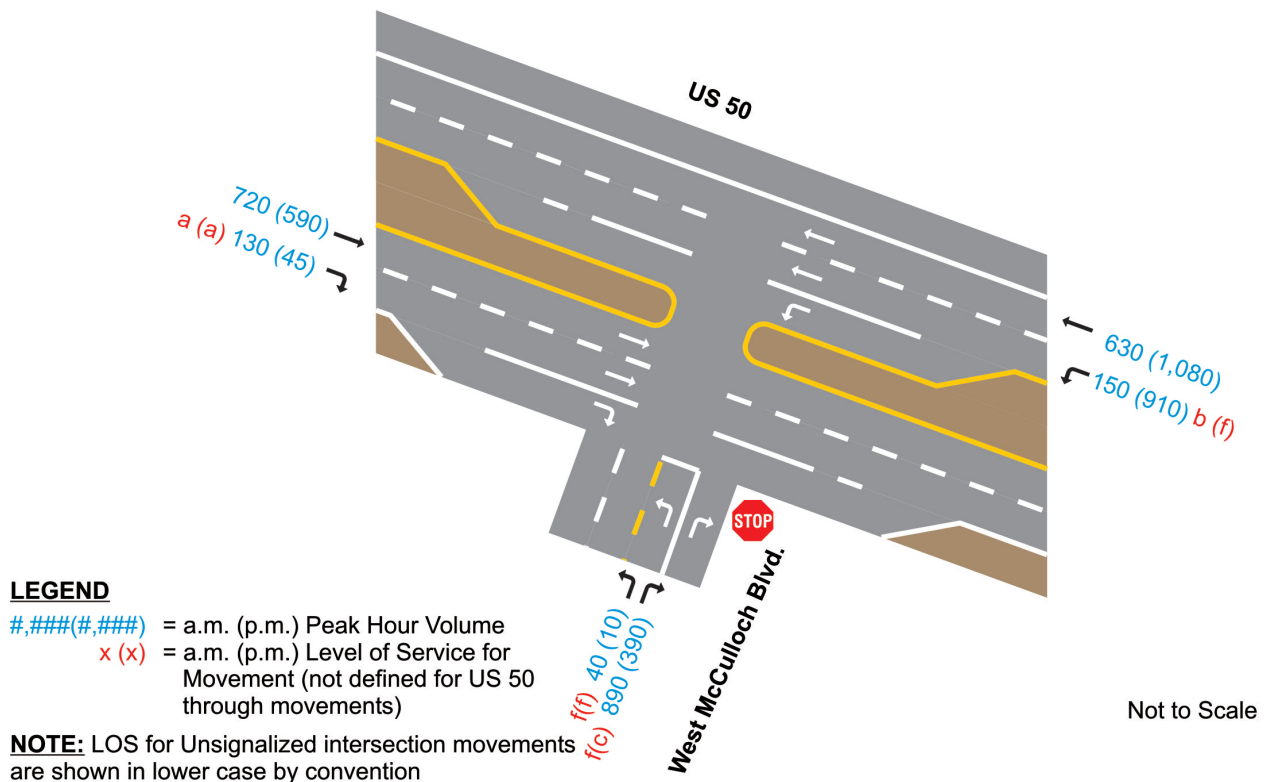 US 50
720 (590)
a (a) 130 (45)
630 (1,080)
150 (910) b (f)
STOP
West McCulloch Blvd.
f(f) 40 (10)
f(c) 890 (390)
LEGEND
#,###(#,###) = a.m. (p.m.) Peak Hour Volume
x (x) = a.m. (p.m.) Level of Service for
Movement (not defined for US 50
through movements)
NOTE: LOS for Unsignalized intersection movements
are shown in lower case by convention
Not to Scale